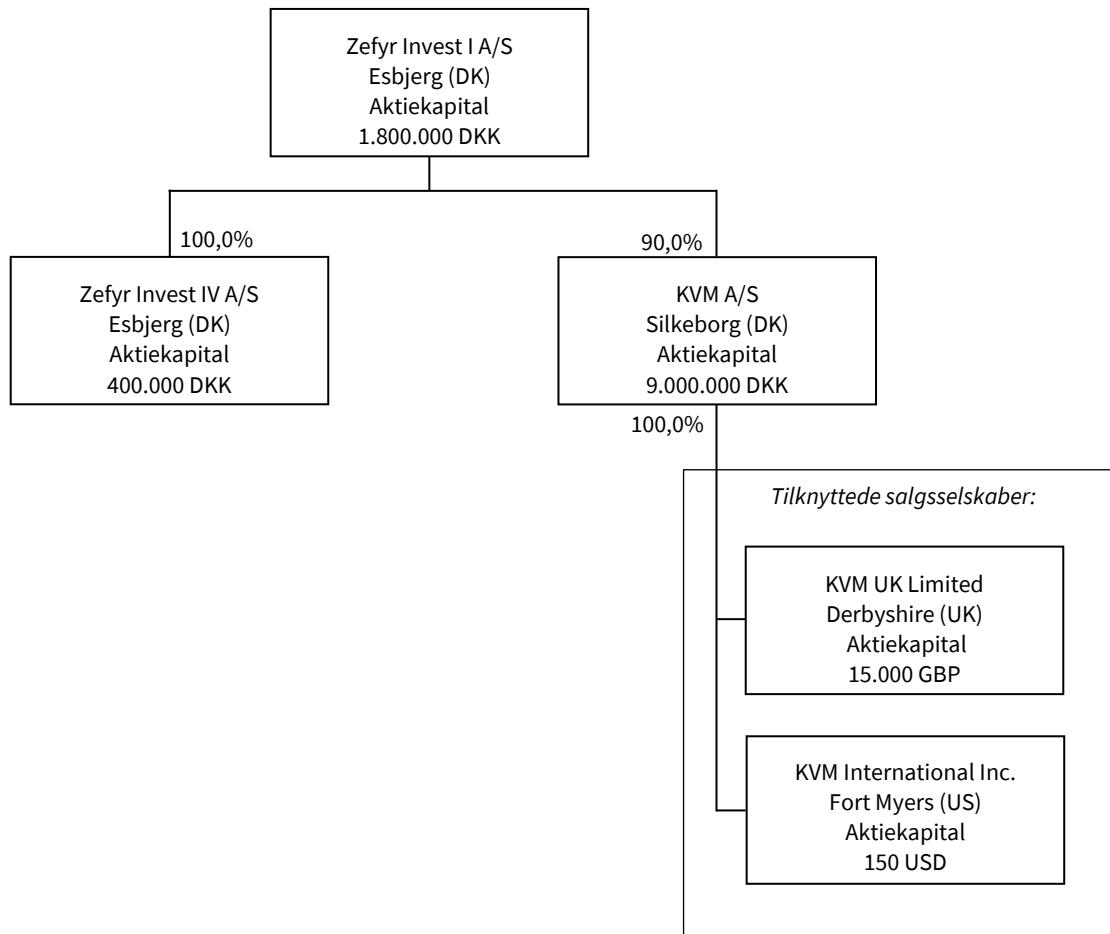 Zefyr Invest I A/S
Esbjerg (DK)
Aktiekapital
1.800.000 DKK
100,0%
90,0%
Zefyr Invest IV A/S
Esbjerg (DK)
Aktiekapital
400.000 DKK
KVM A/S
Silkeborg (DK)
Aktiekapital
9.000.000 DKK
100,0%
Tilknyttede salgsselskaber:
KVM UK Limited
Derbyshire (UK)
Aktiekapital
15.000 GBP
KVM International Inc.
Fort Myers (US)
Aktiekapital
150 USD